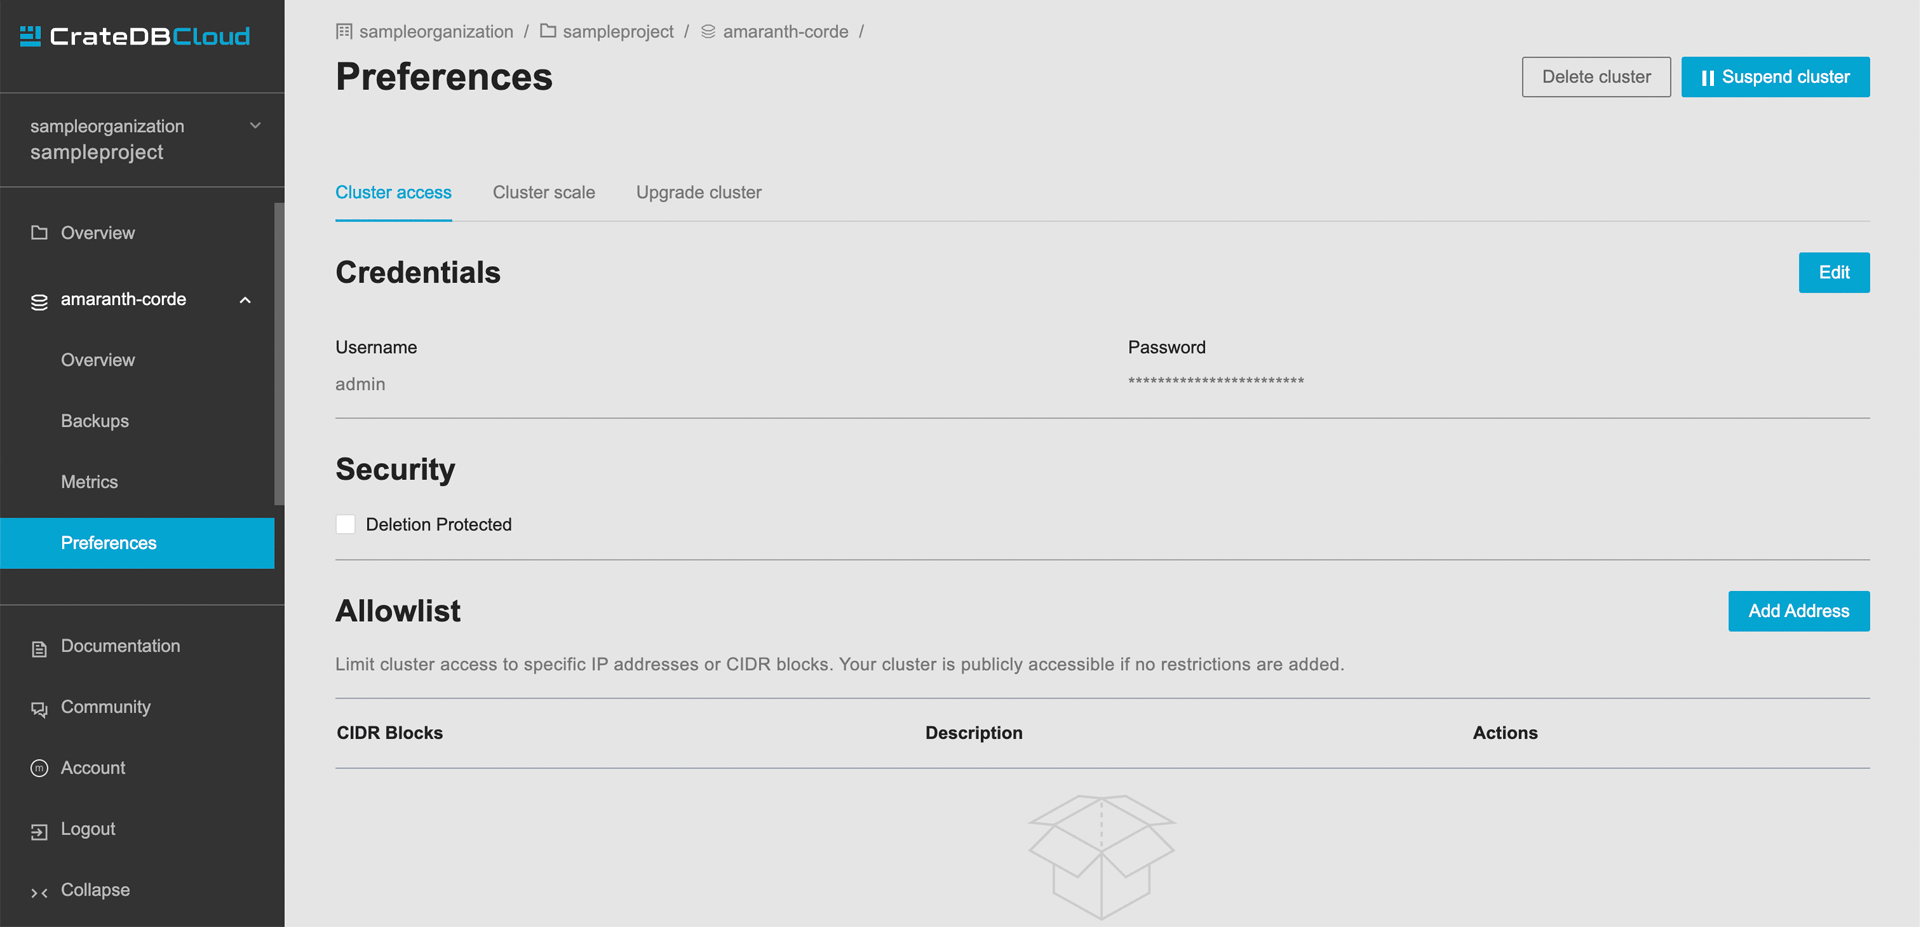 CrateDBCloud
sampleorganization
sampleproject
Overview
amaranth-corde
Overview
Backups
Metrics
Preferences
Documentation
Community
m
Account
Logout
Collapse
sampleorganization / sampleproject / amaranth-corde /
Preferences
Delete cluster
Suspend cluster
Cluster access
Cluster scale
Upgrade cluster
Credentials
Edit
Username
Password
admin
************************
Security
Deletion Protected
Allowlist
Add Address
Limit cluster access to specific IP addresses or CIDR blocks. Your cluster is publicly accessible if no restrictions are added.
CIDR Blocks
Description
Actions